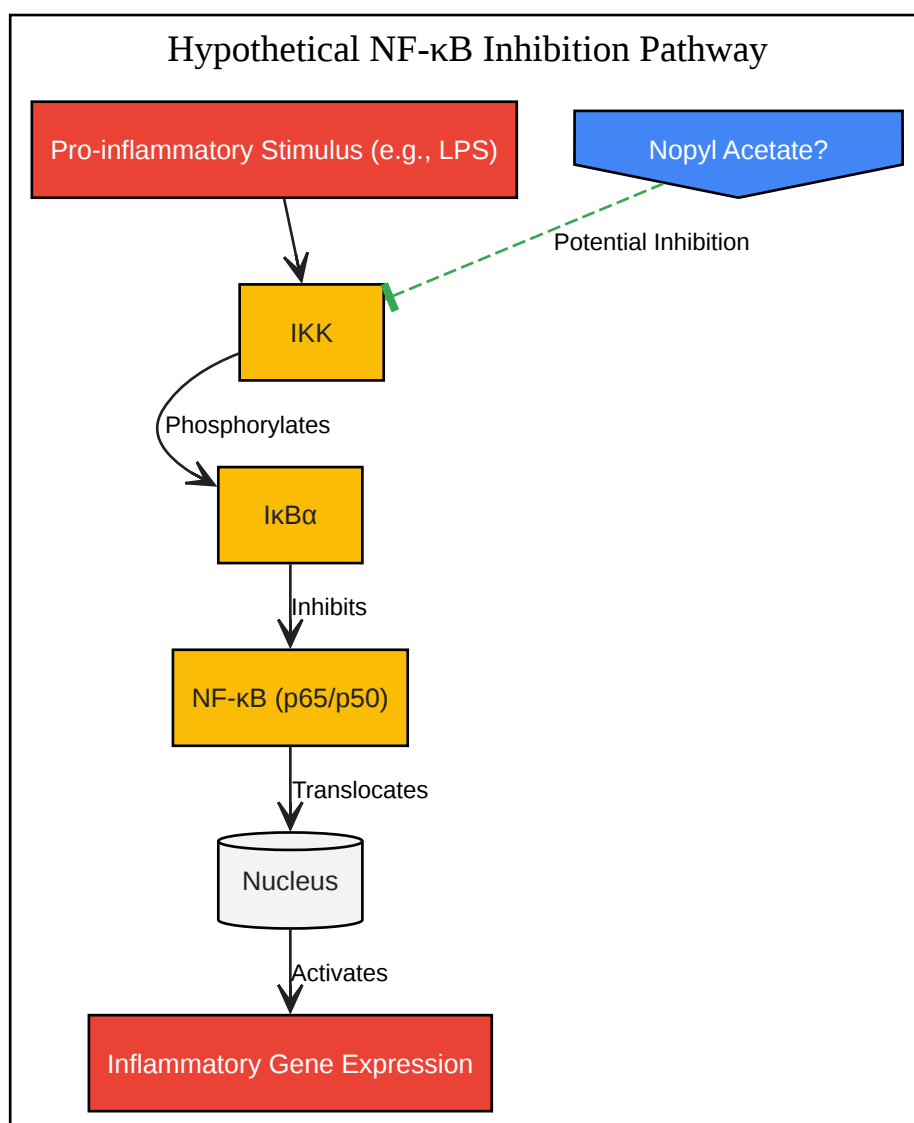 Hypothetical NF-κB Inhibition Pathway
Pro-inflammatory Stimulus (e.g., LPS)
Nopyl Acetate?
Potential Inhibition
IKK
Phosphorylates
IκBα
Inhibits
NF-κB (p65/p50)
Translocates
Nucleus
Activates
Inflammatory Gene Expression